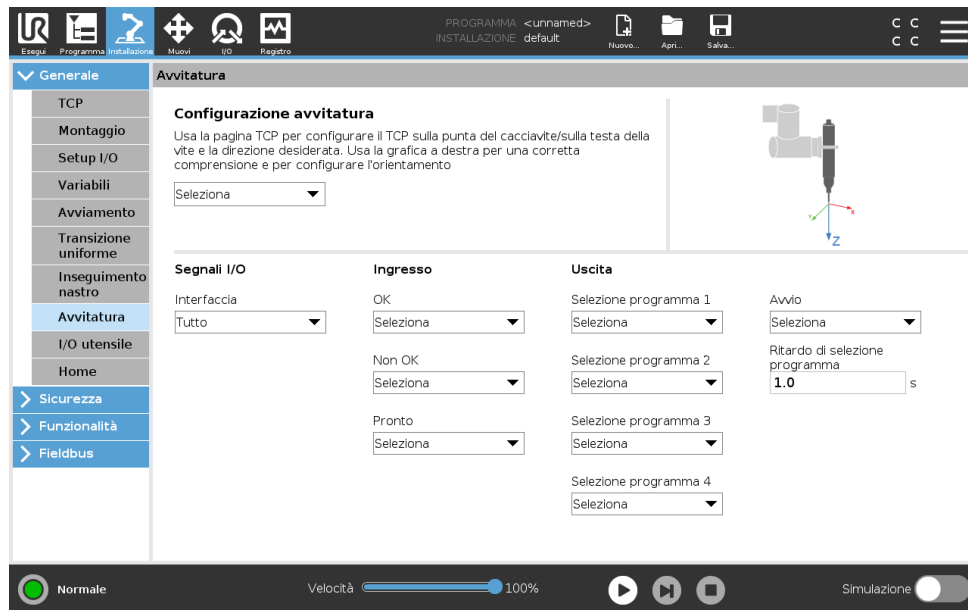 PROGRAMMA <unnamed>
INSTALLAZIONE default
UR
Esegui
Programma
Installazione
Muovi
I/O
Registro
Nuovo...
Apri...
Salva...
C C
C C
Generale
TCP
Montaggio
Setup I/O
Variabili
Avviamento
Transizione
uniforme
Inseguimento
nastro
Avvitatura
I/O utensile
Home
Sicurezza
Funzionalità
Fieldbus
Avvitatura
Configurazione avvitatura
Usa la pagina TCP per configurare il TCP sulla punta del cacciavite/sulla testa della
vite e la direzione desiderata. Usa la grafica a destra per una corretta
comprensione e per configurare l'orientamento
Seleziona
Y
X
Z
Segnali I/O
Interfaccia
Tutto
Ingresso
OK
Seleziona
Non OK
Seleziona
Pronto
Seleziona
Uscita
Selezione programma 1
Seleziona
Selezione programma 2
Seleziona
Selezione programma 3
Seleziona
Selezione programma 4
Seleziona
Avvio
Seleziona
Ritardo di selezione
programma
1.0 s
Normale
Velocità 100%
Simulazione